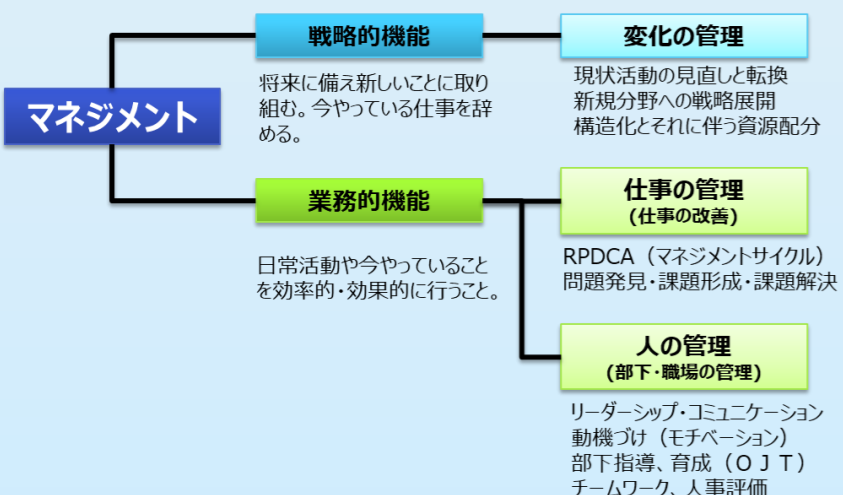 マネジメント
戦略的機能
将来に備え新しいことに取り
組む。今やっている仕事を辞
める。
変化の管理
現状活動の見直しと転換
新規分野への戦略展開
構造化とそれに伴う資源配分
業務的機能
日常活動や今やっていること
を効率的・効果的に行うこと。
仕事の管理
(仕事の改善)
RPDCA（マネジメントサイクル）
問題発見・課題形成・課題解決
人の管理
(部下・職場の管理)
リーダーシップ・コミュニケーション
動機づけ（モチベーション）
部下指導、育成（ＯＪＴ）
チームワーク、人事評価